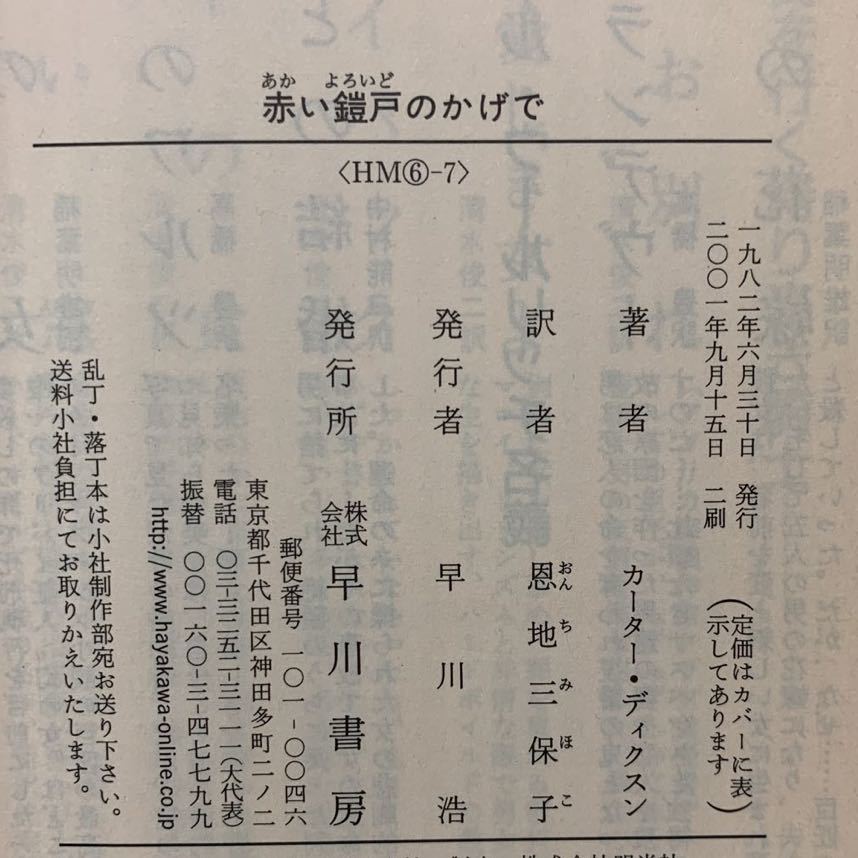 赤い鎧戸のかげで
あか よろいど
〈HM⑥-7〉
一九八二年六月三十日 発行
二〇〇一年九月十五日 二刷
(定価はカバーに表
示してあります)
著者 カーター・ディクスン
訳者 恩地三保子
おん ち み ほ こ
発行者 早川浩
発行所 株式会社 早川書房
郵便番号 一〇一-〇〇四六
東京都千代田区神田多町二ノ二
電話 〇三-三二五二-三一一一(大代表)
振替 〇〇一六〇-三-四七七九九
http://www.hayakawa-online.co.jp
乱丁・落丁本は小社制作部宛お送り下さい。
送料小社負担にてお取りかえいたします。